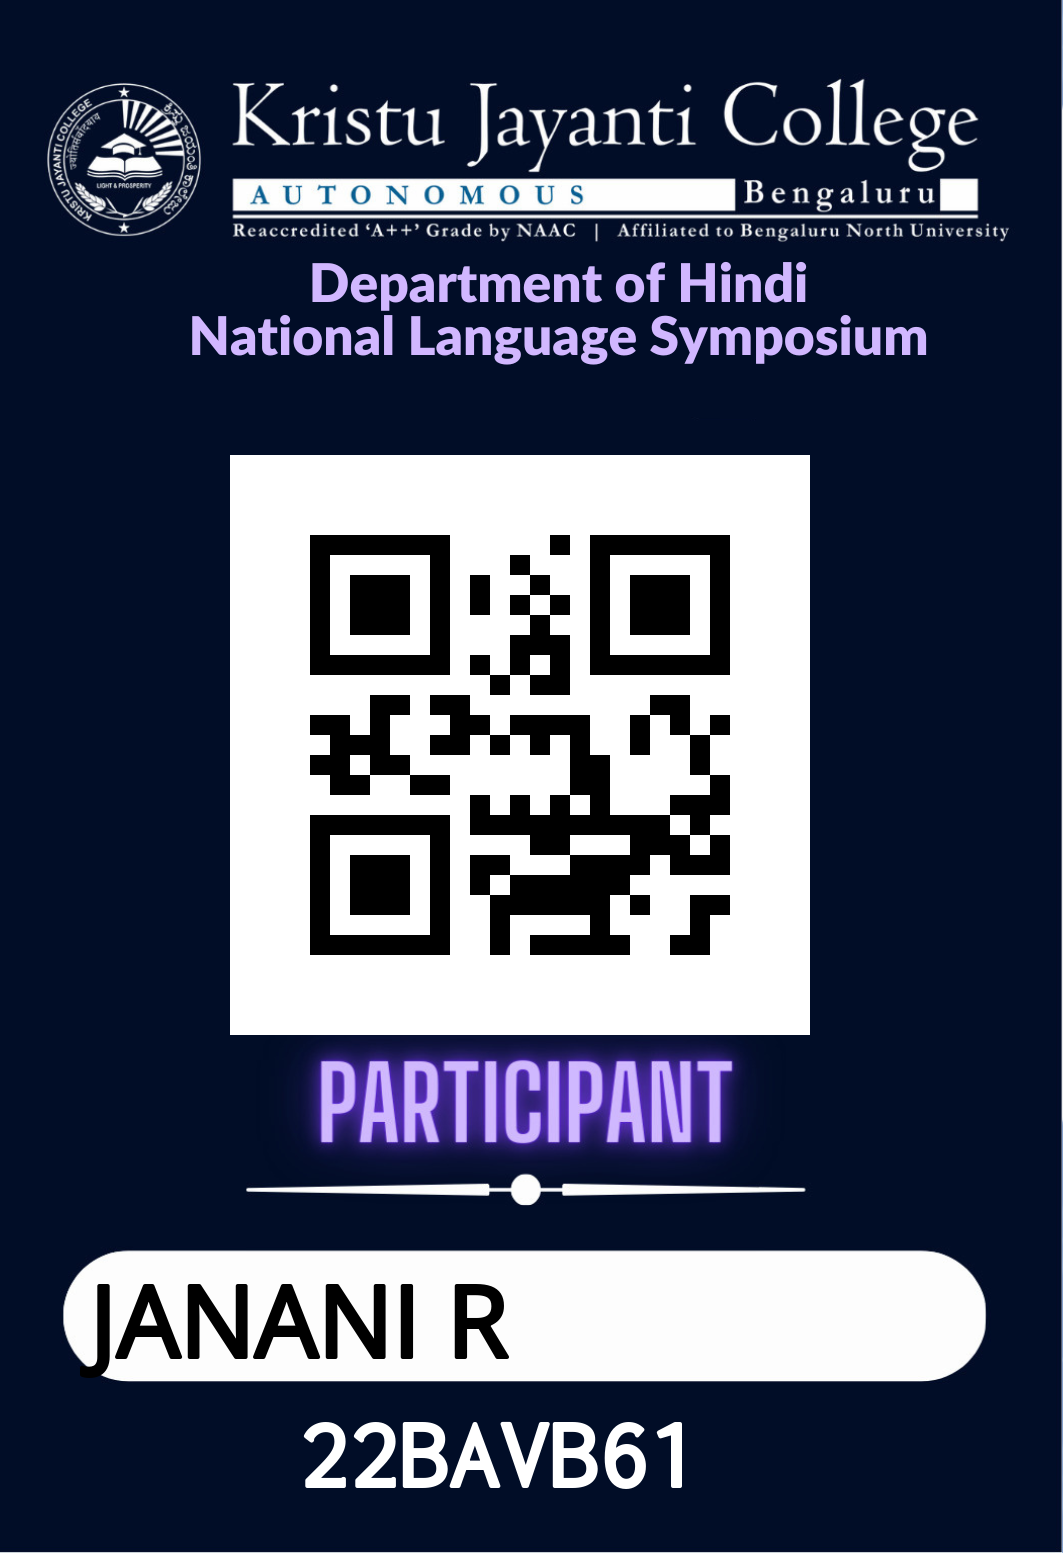 Kristu Jayanti College
AUTONOMOUS Bengaluru
Reaccredited ‘A++’ Grade by NAAC | Affiliated to Bengaluru North University
KRISTU JAYANTI COLLEGE
LIGHT & PROSPERITY
Department of Hindi
National Language Symposium
PARTICIPANT
JANANI R
22BAVB61